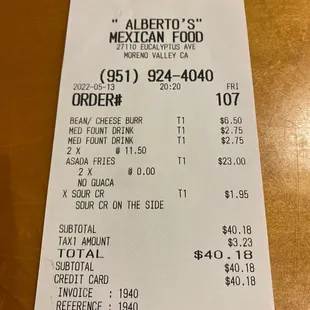 " ALBERTO'S"
MEXICAN FOOD
27110 EUCALYPTUS AVE
MORENO VALLEY CA
(951) 924-4040
2022-05-13 20:20 FRI
ORDER# 107
BEAN/ CHEESE BURR T1 $6.50
MED FOUNT DRINK T1 $2.75
MED FOUNT DRINK T1 $2.75
2 X @ 11.50
ASADA FRIES T1 $23.00
2 X @ 0.00
NO GUACA
X SOUR CR T1 $1.95
SOUR CR ON THE SIDE
SUBTOTAL $40.18
TAX1 AMOUNT $3.23
TOTAL $40.18
SUBTOTAL $40.18
CREDIT CARD $40.18
INVOICE : 1940
REFERENCE : 1940